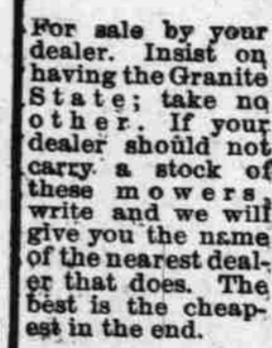 For sale by your
dealer. Insist on
having the Granite
State; take no
other. If your
dealer should not
carry a stock of
these mowers,
write and we will
give you the name
of the nearest deal-
er that does. The
best is the cheap-
est in the end.